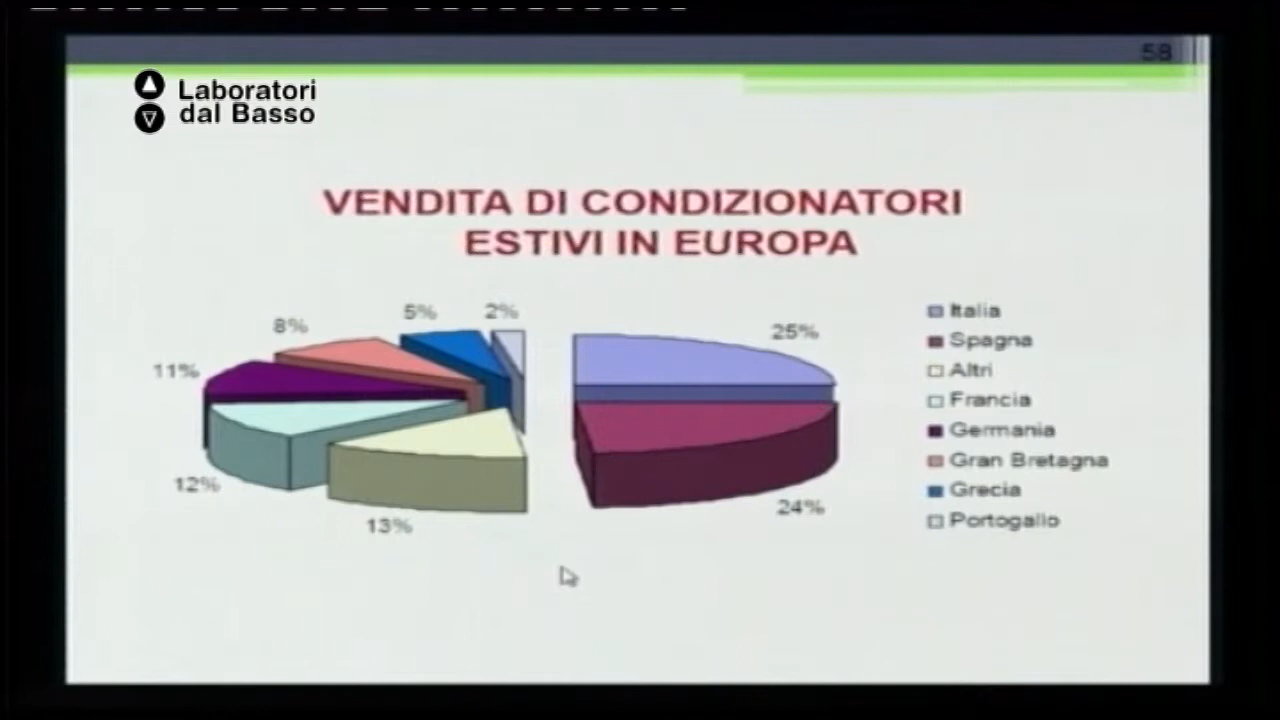 58
Laboratori
dal Basso
VENDITA DI CONDIZIONATORI
ESTIVI IN EUROPA
2%
5%
8%
11%
12%
13%
25%
24%
Italia
Spagna
Altri
Francia
Germania
Gran Bretagna
Grecia
Portogallo